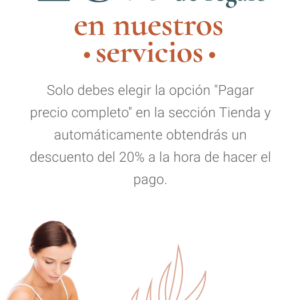 en nuestros
• servicios •
Solo debes elegir la opción "Pagar
precio completo" en la sección Tienda y
automáticamente obtendrás un
descuento del 20% a la hora de hacer el
pago.